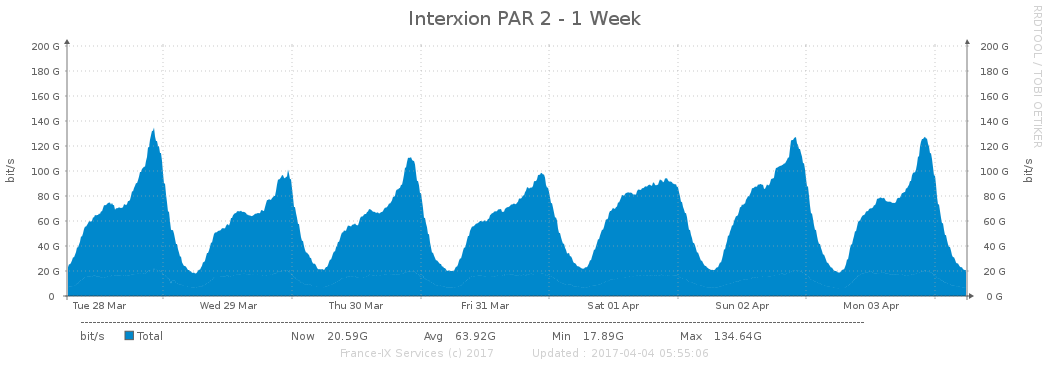 Interxion PAR 2 - 1 Week
RRDTOOL / TOBI OETIKER
bit/s
200 G 200 G
180 G 180 G
160 G 160 G
140 G 140 G
120 G 120 G
100 G 100 G
80 G 80 G
60 G 60 G
40 G 40 G
20 G 20 G
0 0 G
bit/s
Tue 28 Mar Wed 29 Mar Thu 30 Mar Fri 31 Mar Sat 01 Apr Sun 02 Apr Mon 03 Apr
bit/s Total Now 20.59G Avg 63.92G Min 17.89G Max 134.64G
France-IX Services (c) 2017 Updated : 2017-04-04 05:55:06